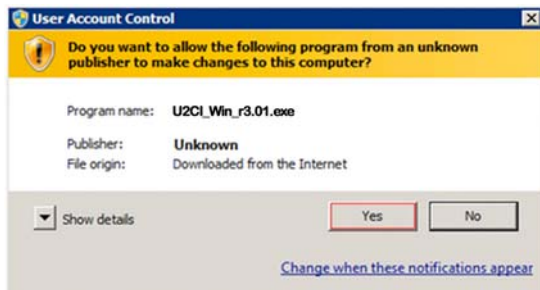 User Account Control
Do you want to allow the following program from an unknown
publisher to make changes to this computer?
Program name: U2CI_Win_r3.01.exe
Publisher: Unknown
File origin: Downloaded from the Internet
Show details
Yes
No
Change when these notifications appear